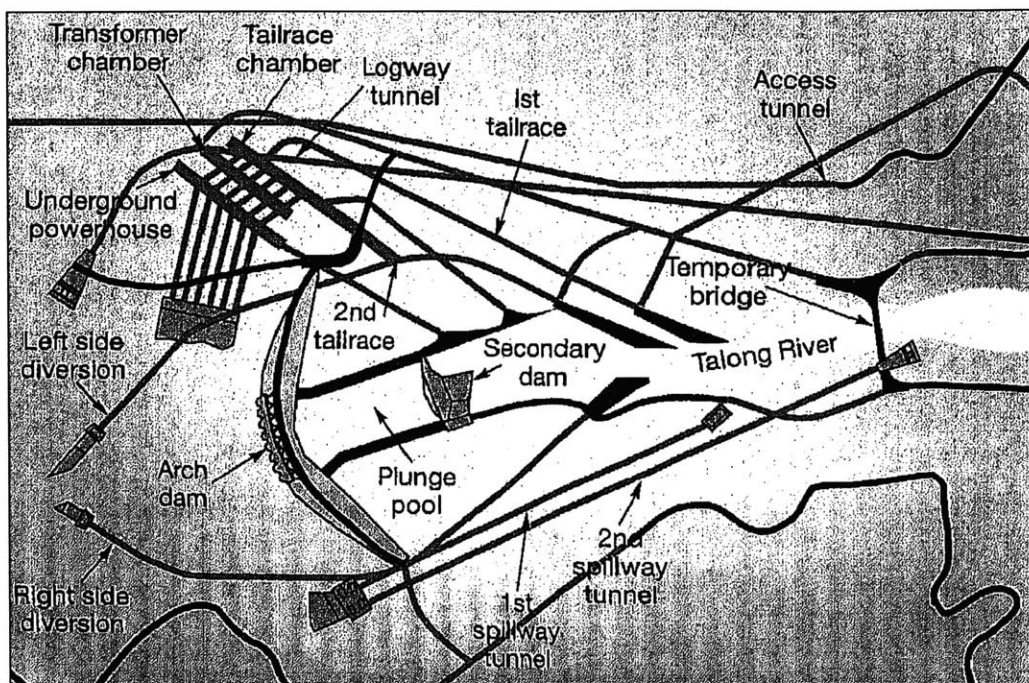 Transformer
chamber
Tailrace
chamber
Logway
tunnel
Ist
tailrace
Access
tunnel
Underground
powerhouse
Temporary
bridge
2nd
tailrace
Secondary
dam
Talong River
Left side
diversion
Arch
dam
Plunge
pool
2nd
spillway
tunnel
Right side
diversion
1st
spillway
tunnel